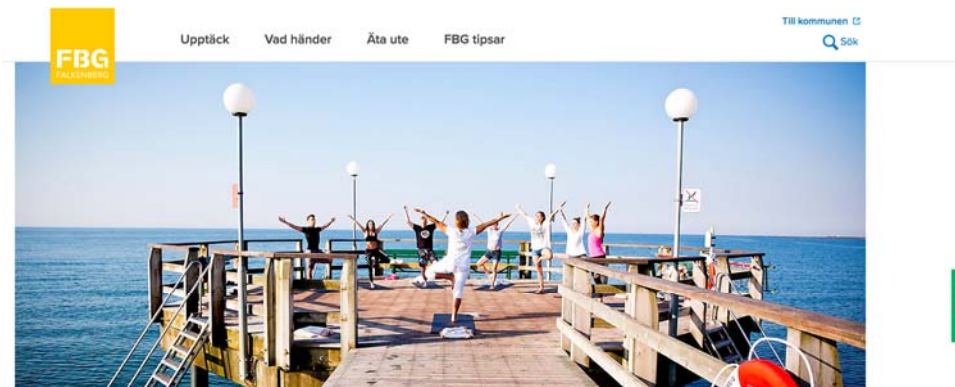 Till kommunen
Upptäck Vad händer Äta ute FBG tipsar
Sök
FBG
FALKENBERG